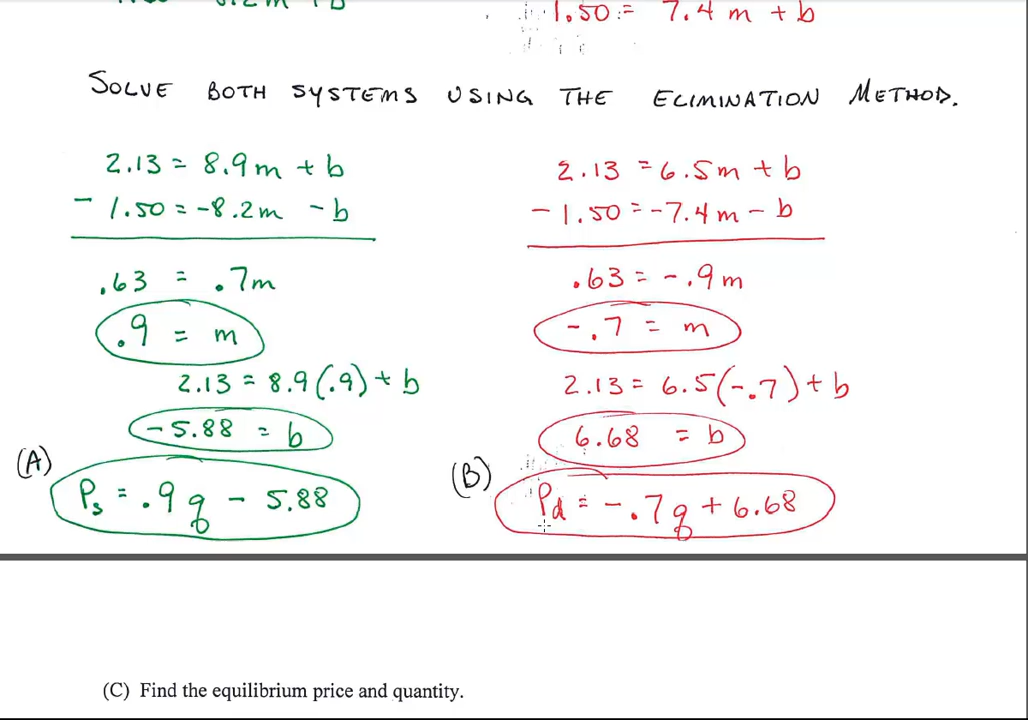 1.50 = 7.4 m + b
SOLVE BOTH SYSTEMS USING THE ELIMINATION METHOD.
2.13 = 8.9m + b
- 1.50 = -8.2m - b
.63 = .7m
.9 = m
2.13 = 8.9(.9) + b
-5.88 = b
(A)
Ps = .9q - 5.88
2.13 = 6.5m + b
- 1.50 = -7.4m - b
.63 = -.9m
-.7 = m
2.13 = 6.5(-.7) + b
6.68 = b
(B)
Pd = -.7q + 6.68
(C) Find the equilibrium price and quantity.